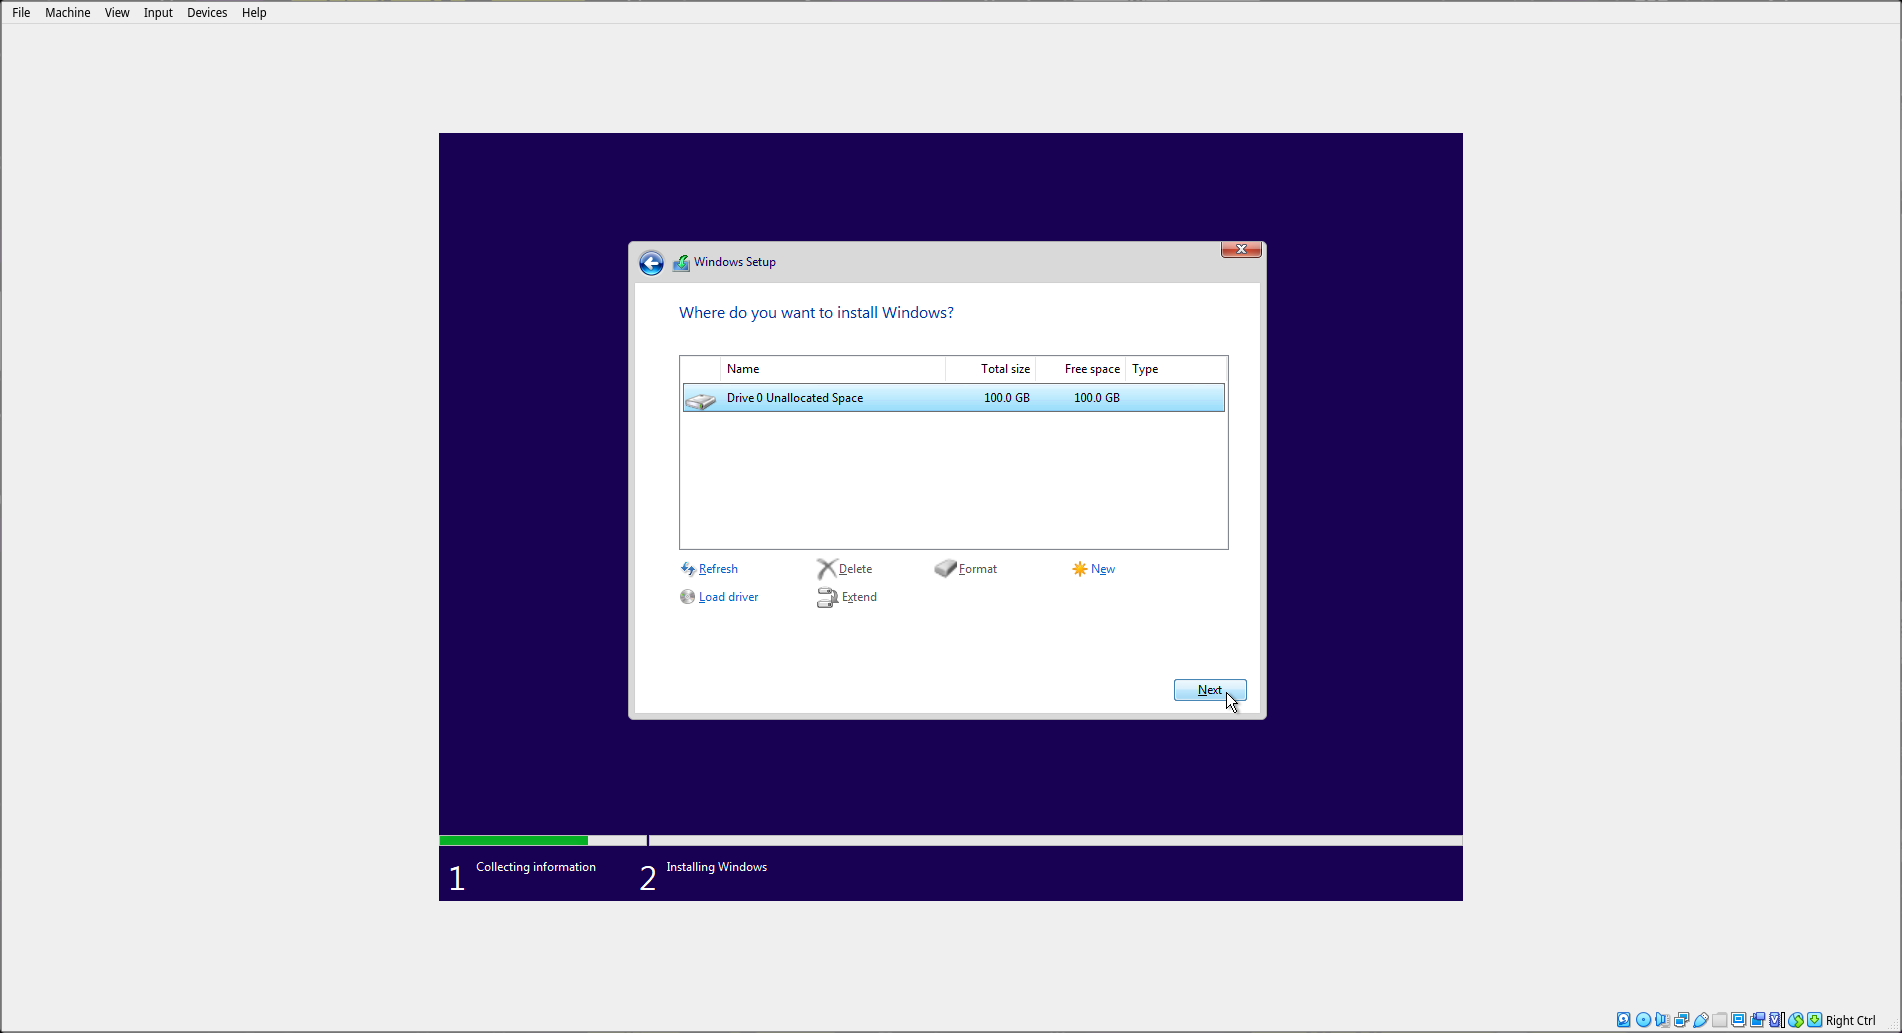 File Machine View Input Devices Help
Windows Setup
Where do you want to install Windows?
Name Total size Free space Type
Drive 0 Unallocated Space 100.0 GB 100.0 GB
Refresh Delete Format New
Load driver Extend
Next
1 Collecting information 2 Installing Windows
Right Ctrl